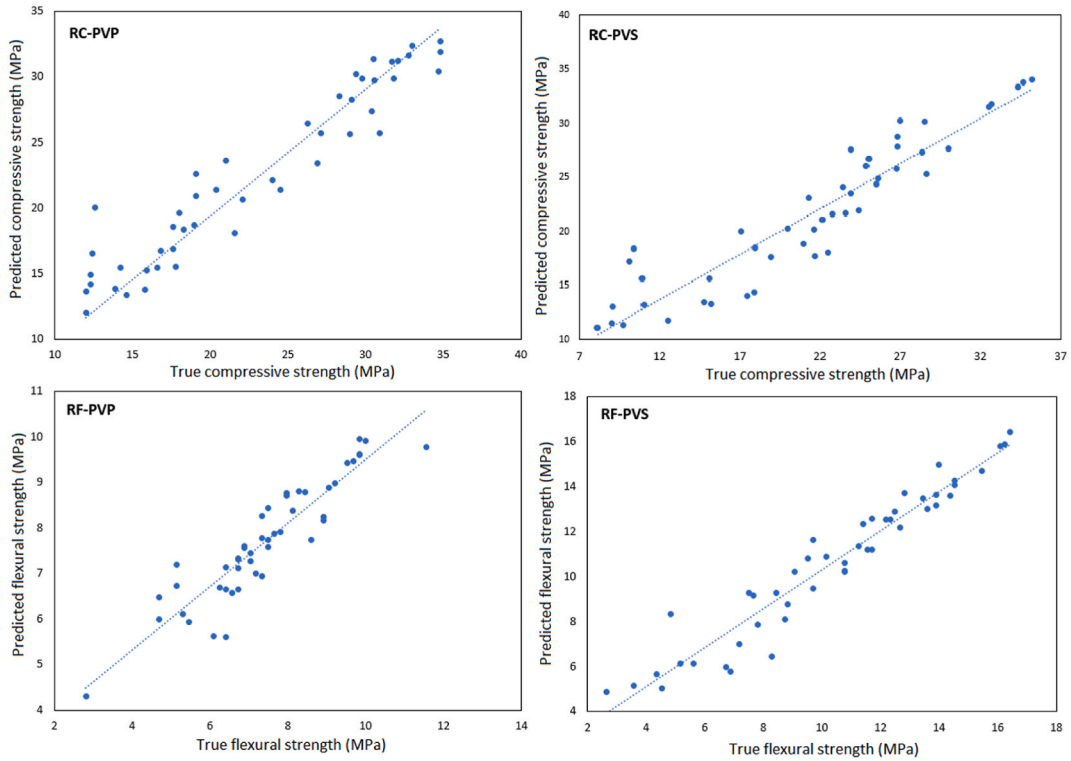 RC-PVP
Predicted compressive strength (MPa)
35
30
25
20
15
10
10 15 20 25 30 35 40
True compressive strength (MPa)
RC-PVS
Predicted compressive strength (MPa)
40
35
30
25
20
15
10
7 12 17 22 27 32 37
True compressive strength (MPa)
RF-PVP
Predicted flexural strength (MPa)
11
10
9
8
7
6
5
4
2 4 6 8 10 12 14
True flexural strength (MPa)
RF-PVS
Predicted flexural strength (MPa)
18
16
14
12
10
8
6
4
2 4 6 8 10 12 14 16 18
True flexural strength (MPa)